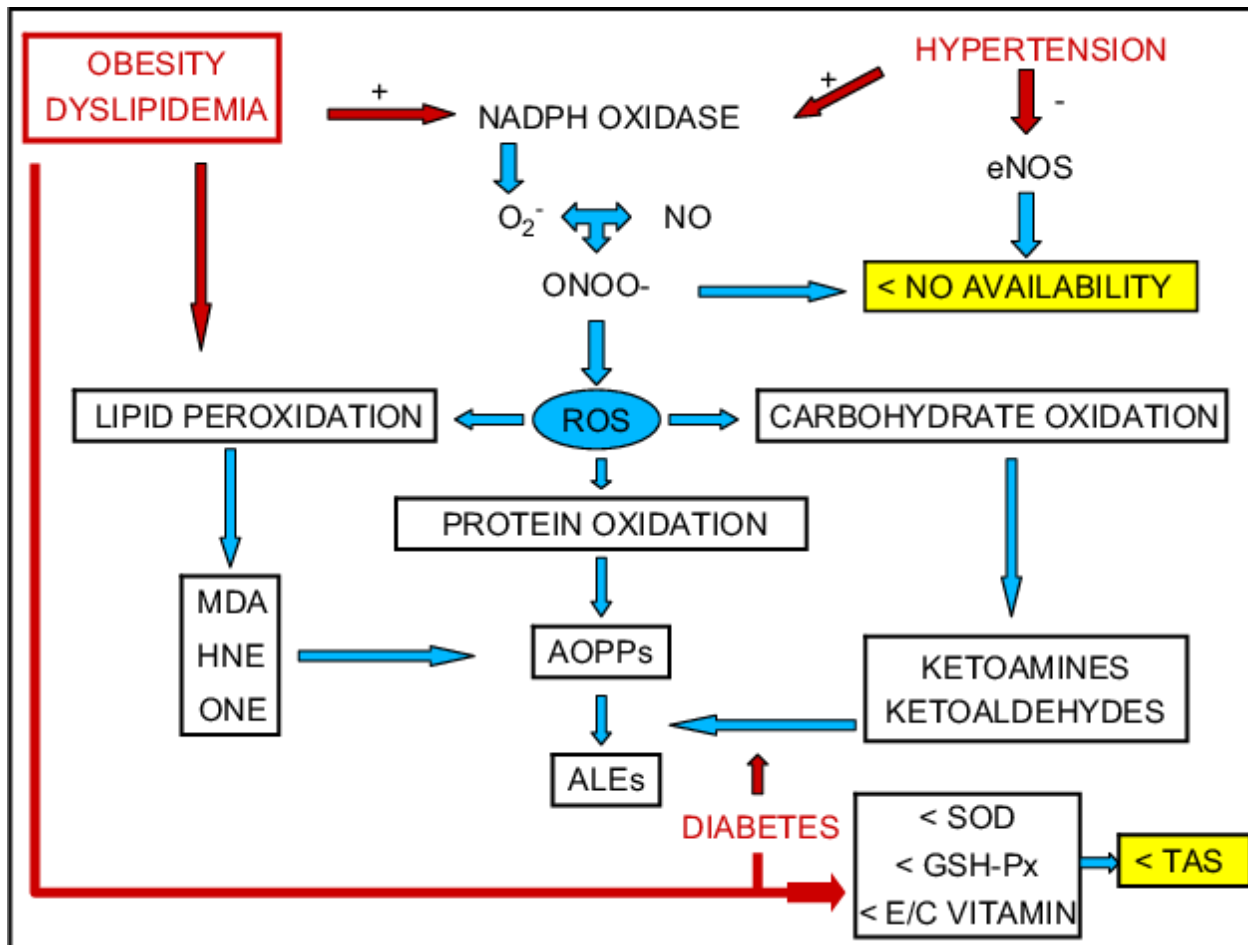 OBESITY
DYSLIPIDEMIA
HYPERTENSION
+
+
-
NADPH OXIDASE
eNOS
O₂⁻
NO
ONOO-
< NO AVAILABILITY
LIPID PEROXIDATION
ROS
CARBOHYDRATE OXIDATION
PROTEIN OXIDATION
MDA
HNE
ONE
AOPPs
KETOAMINES
KETOALDEHYDES
ALEs
DIABETES
< SOD
< GSH-Px
< E/C VITAMIN
< TAS